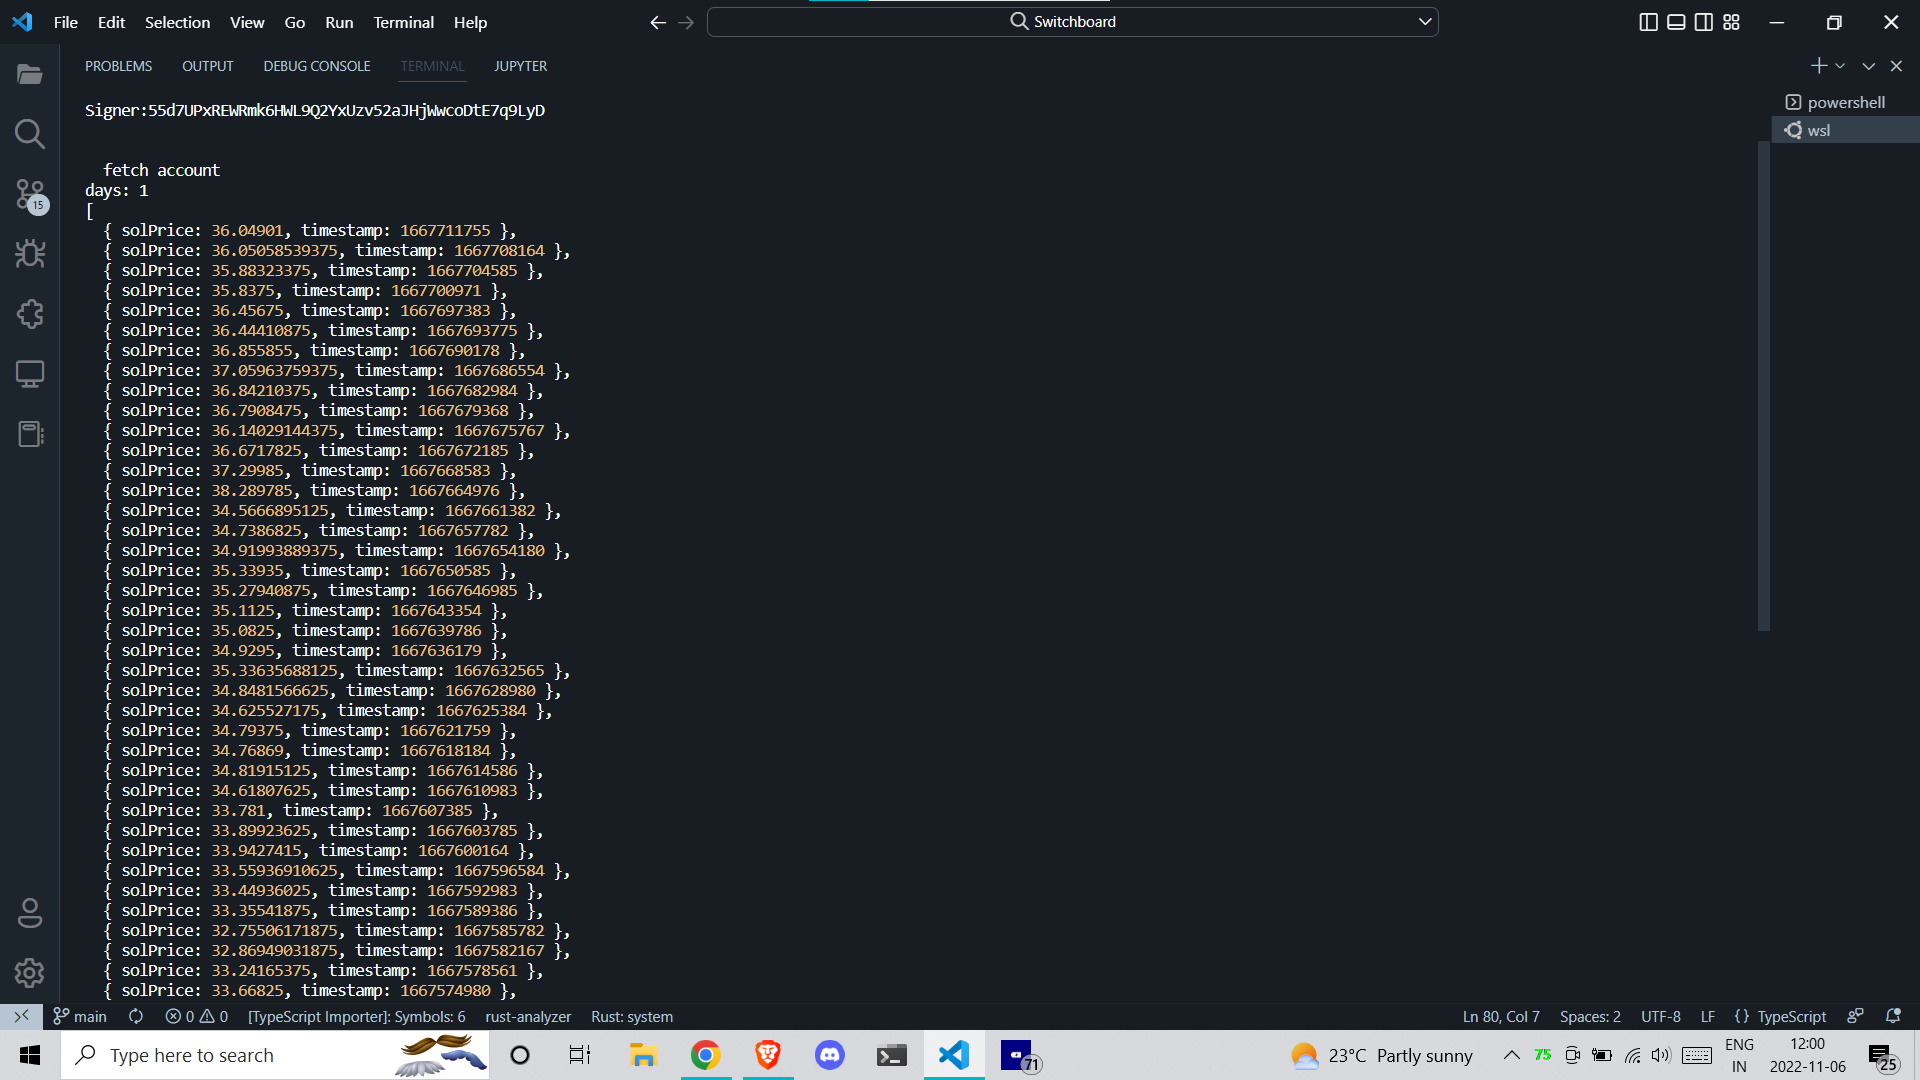 File Edit Selection View Go Run Terminal Help
Switchboard
PROBLEMS OUTPUT DEBUG CONSOLE TERMINAL JUPYTER
powershell
wsl
15
Signer:55d7UPxREWRmk6HWL9Q2YxUzv52aJHjWwcoDtE7q9LyD
fetch account
days: 1
[
{ solPrice: 36.04901, timestamp: 1667711755 },
{ solPrice: 36.05058539375, timestamp: 1667708164 },
{ solPrice: 35.88323375, timestamp: 1667704585 },
{ solPrice: 35.8375, timestamp: 1667700971 },
{ solPrice: 36.45675, timestamp: 1667697383 },
{ solPrice: 36.44410875, timestamp: 1667693775 },
{ solPrice: 36.855855, timestamp: 1667690178 },
{ solPrice: 37.05963759375, timestamp: 1667686554 },
{ solPrice: 36.84210375, timestamp: 1667682984 },
{ solPrice: 36.7908475, timestamp: 1667679368 },
{ solPrice: 36.14029144375, timestamp: 1667675767 },
{ solPrice: 36.6717825, timestamp: 1667672185 },
{ solPrice: 37.29985, timestamp: 1667668583 },
{ solPrice: 38.289785, timestamp: 1667664976 },
{ solPrice: 34.5666895125, timestamp: 1667661382 },
{ solPrice: 34.7386825, timestamp: 1667657782 },
{ solPrice: 34.91993889375, timestamp: 1667654180 },
{ solPrice: 35.33935, timestamp: 1667650585 },
{ solPrice: 35.27940875, timestamp: 1667646985 },
{ solPrice: 35.1125, timestamp: 1667643354 },
{ solPrice: 35.0825, timestamp: 1667639786 },
{ solPrice: 34.9295, timestamp: 1667636179 },
{ solPrice: 35.33635688125, timestamp: 1667632565 },
{ solPrice: 34.8481566625, timestamp: 1667628980 },
{ solPrice: 34.625527175, timestamp: 1667625384 },
{ solPrice: 34.79375, timestamp: 1667621759 },
{ solPrice: 34.76869, timestamp: 1667618184 },
{ solPrice: 34.81915125, timestamp: 1667614586 },
{ solPrice: 34.61807625, timestamp: 1667610983 },
{ solPrice: 33.781, timestamp: 1667607385 },
{ solPrice: 33.89923625, timestamp: 1667603785 },
{ solPrice: 33.9427415, timestamp: 1667600164 },
{ solPrice: 33.55936910625, timestamp: 1667596584 },
{ solPrice: 33.44936025, timestamp: 1667592983 },
{ solPrice: 33.35541875, timestamp: 1667589386 },
{ solPrice: 32.75506171875, timestamp: 1667585782 },
{ solPrice: 32.86949031875, timestamp: 1667582167 },
{ solPrice: 33.24165375, timestamp: 1667578561 },
{ solPrice: 33.66825, timestamp: 1667574980 },
main 0 0 [TypeScript Importer]: Symbols: 6 rust-analyzer Rust: system Ln 80, Col 7 Spaces: 2 UTF-8 LF {} TypeScript
Type here to search 71 23°C Partly sunny 75 ENG 12:00
IN 2022-11-06 25